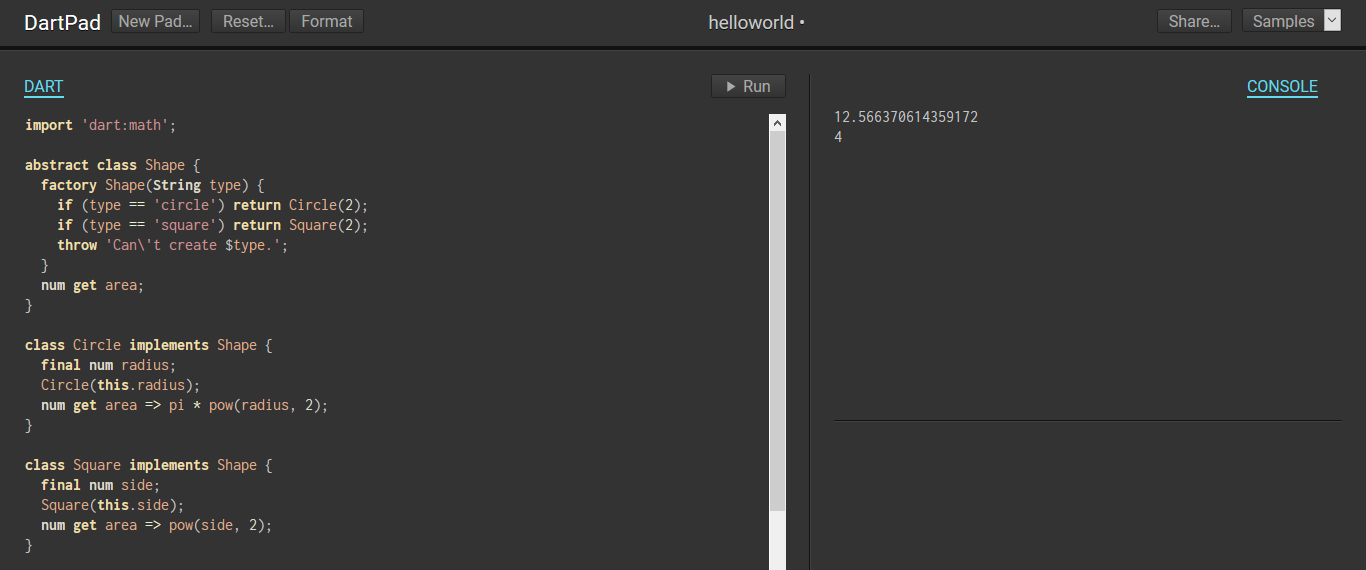 DartPad New Pad... Reset... Format helloworld • Share... Samples
DART Run CONSOLE
import 'dart:math';
abstract class Shape {
  factory Shape(String type) {
    if (type == 'circle') return Circle(2);
    if (type == 'square') return Square(2);
    throw 'Can\'t create $type.';
  }
  num get area;
}
class Circle implements Shape {
  final num radius;
  Circle(this.radius);
  num get area => pi * pow(radius, 2);
}
class Square implements Shape {
  final num side;
  Square(this.side);
  num get area => pow(side, 2);
}
12.566370614359172
4